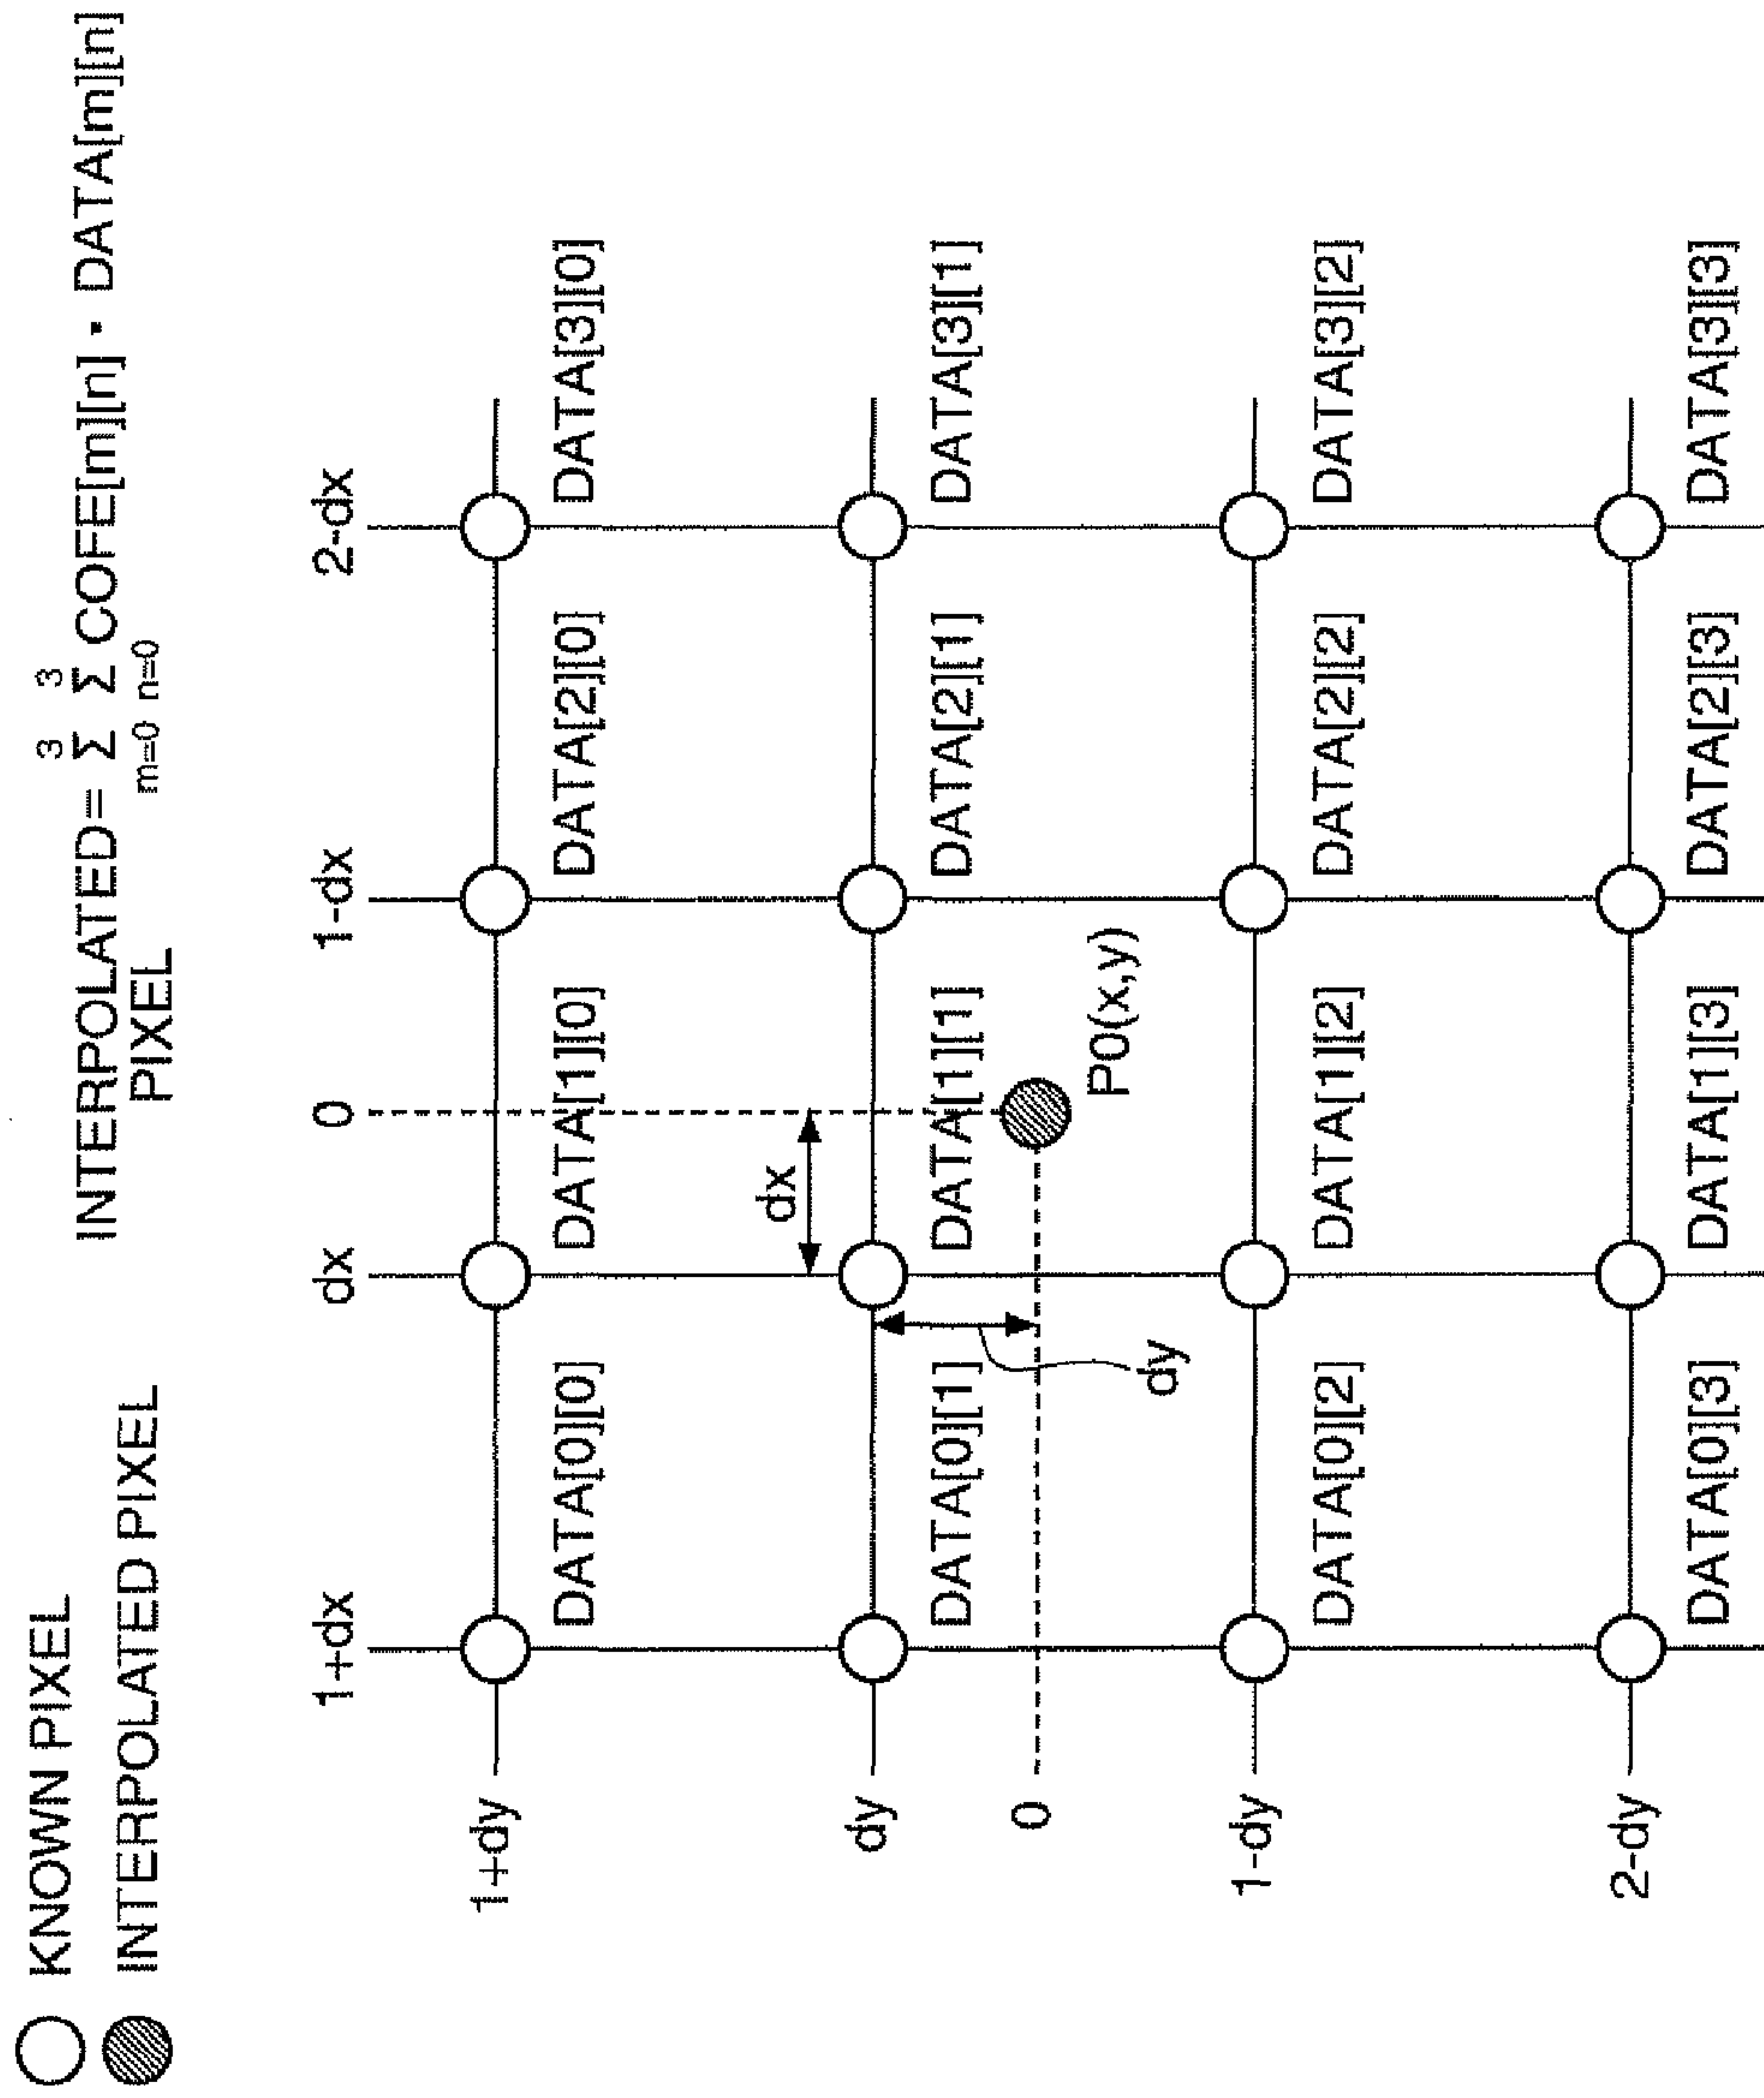 KNOWN PIXEL
INTERPOLATED PIXEL
3 3
INTERPOLATED= Σ Σ COFE[m][n] · DATA[m][n]
PIXEL m=0 n=0
1+dx dx 0 1-dx 2-dx
1+dy
DATA[0][0] DATA[1][0] DATA[2][0] DATA[3][0]
dx
dy
DATA[0][1] DATA[1][1] DATA[2][1] DATA[3][1]
0
P0(x,y)
dy
1-dy
DATA[0][2] DATA[1][2] DATA[2][2] DATA[3][2]
2-dy
DATA[0][3] DATA[1][3] DATA[2][3] DATA[3][3]